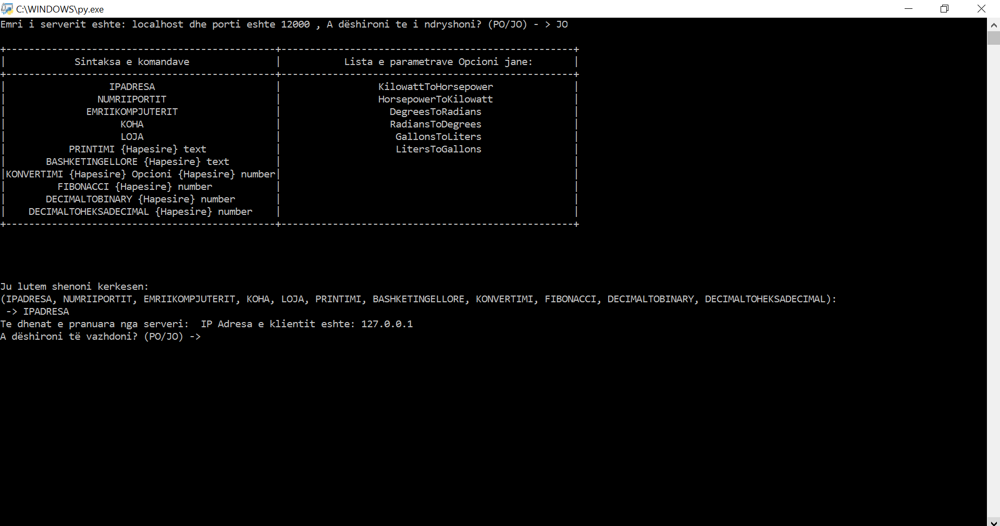 C:\WINDOWS\py.exe
Emri i serverit eshte: localhost dhe porti eshte 12000 , A dëshironi te i ndryshoni? (PO/JO) - > JO
+-----------------------------------------------+---------------------------------------------------+
| Sintaksa e komandave | Lista e parametrave Opcioni jane: |
+-----------------------------------------------+---------------------------------------------------+
| IPADRESA | KilowattToHorsepower |
| NUMRIIPORTIT | HorsepowerToKilowatt |
| EMRIIKOMPJUTERIT | DegreesToRadians |
| KOHA | RadiansToDegrees |
| LOJA | GallonsToLiters |
| PRINTIMI {Hapesire} text | LitersToGallons |
| BASHKETINGELLORE {Hapesire} text | |
|KONVERTIMI {Hapesire} Opcioni {Hapesire} number| |
| FIBONACCI {Hapesire} number | |
| DECIMALTOBINARY {Hapesire} number | |
| DECIMALTOHEKSADECIMAL {Hapesire} number | |
+-----------------------------------------------+---------------------------------------------------+
Ju lutem shenoni kerkesen:
(IPADRESA, NUMRIIPORTIT, EMRIIKOMPJUTERIT, KOHA, LOJA, PRINTIMI, BASHKETINGELLORE, KONVERTIMI, FIBONACCI, DECIMALTOBINARY, DECIMALTOHEKSADECIMAL):
-> IPADRESA
Te dhenat e pranuara nga serveri:  IP Adresa e klientit eshte: 127.0.0.1
A dëshironi të vazhdoni? (PO/JO) ->